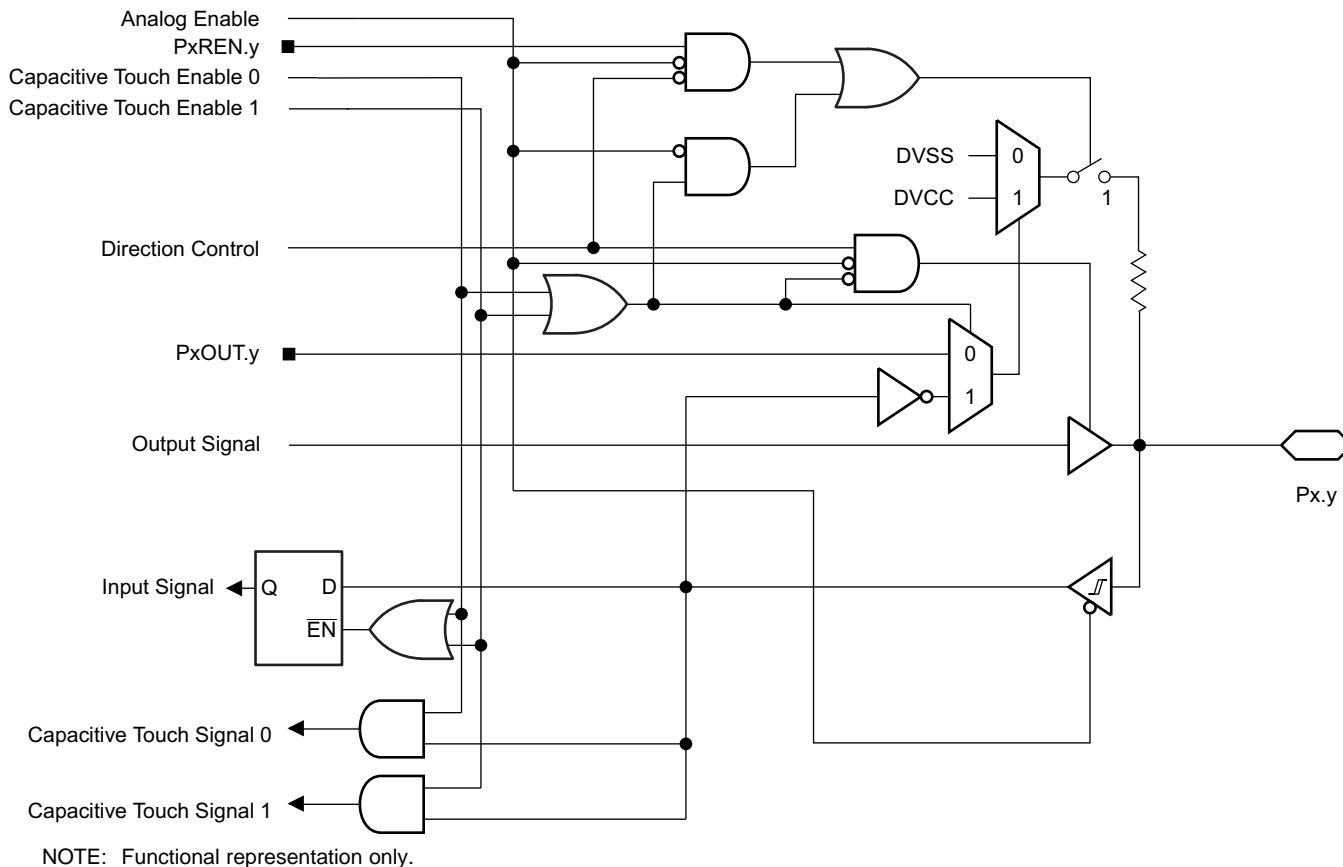 Analog Enable
PxREN.y
Capacitive Touch Enable 0
Capacitive Touch Enable 1
DVSS
0
DVCC
1
1
Direction Control
PxOUT.y
0
1
Output Signal
Px.y
Input Signal
Q
D
EN
Capacitive Touch Signal 0
Capacitive Touch Signal 1
NOTE: Functional representation only.